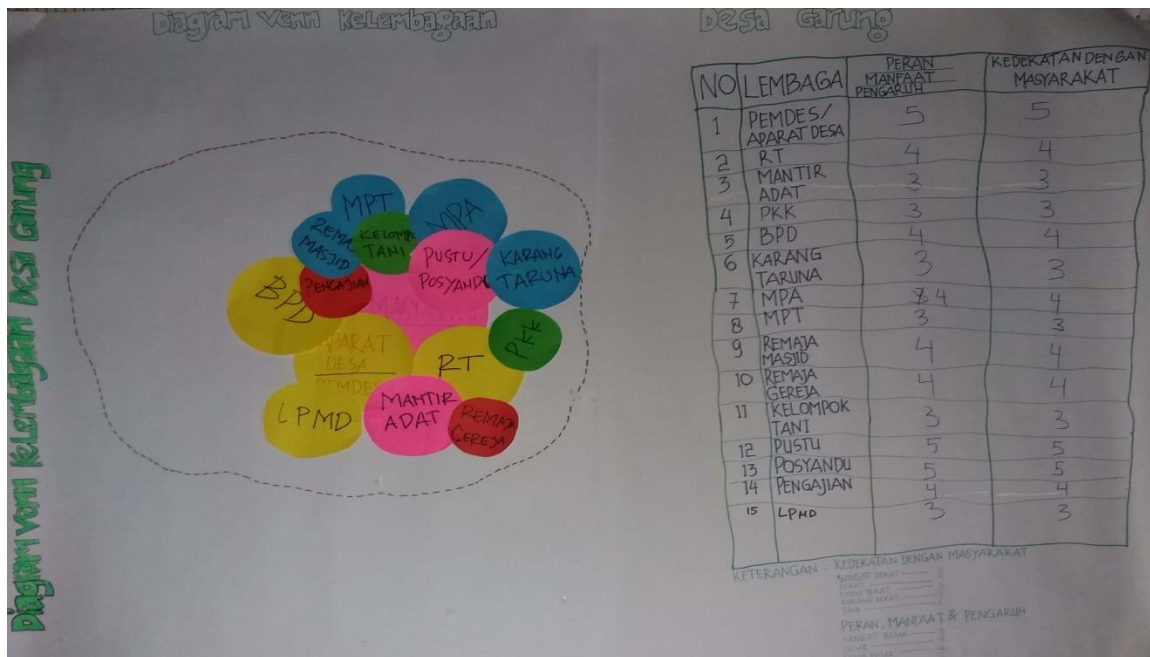 Diagram Venn Kelembagaan
Desa Garung
Diagram Venn Kelembagaan Desa Garung
MPT
MPA
REMA
MASJID
KELOMPK
TANI
PUSTU/
POSYANDU
KARANG
TARUNA
PENGAJIAN
BPD
PKK
APARAT
DESA
PEMDES
RT
LPMD
MANTIR
ADAT
REMAJA
GEREJA
NO LEMBAGA PERAN MANFAAT PENGARUH KEDEKATAN DENGAN MASYARAKAT
1 PEMDES/ APARAT DESA 5 5
2 RT 4 4
3 MANTIR ADAT 3 3
4 PKK 3 3
5 BPD 4 4
6 KARANG TARUNA 3 3
7 MPA 4 4
8 MPT 3 3
9 REMAJA MASJID 4 4
10 REMAJA GEREJA 4 4
11 KELOMPOK TANI 3 3
12 PUSTU 5 5
13 POSYANDU 5 5
14 PENGAJIAN 4 4
15 LPMD 3 3
KETERANGAN : KEDEKATAN DENGAN MASYARAKAT
PERAN, MANFAAT & PENGARUH